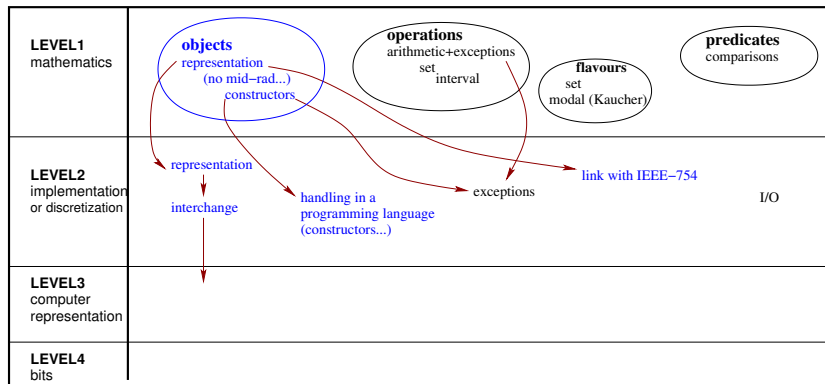 LEVEL1
mathematics
objects
representation
(no mid-rad...)
constructors
operations
arithmetic+exceptions
set
interval
flavours
set
modal (Kaucher)
predicates
comparisons
LEVEL2
implementation
or discretization
representation
interchange
handling in a
programming language
(constructors...)
exceptions
link with IEEE-754
I/O
LEVEL3
computer
representation
LEVEL4
bits